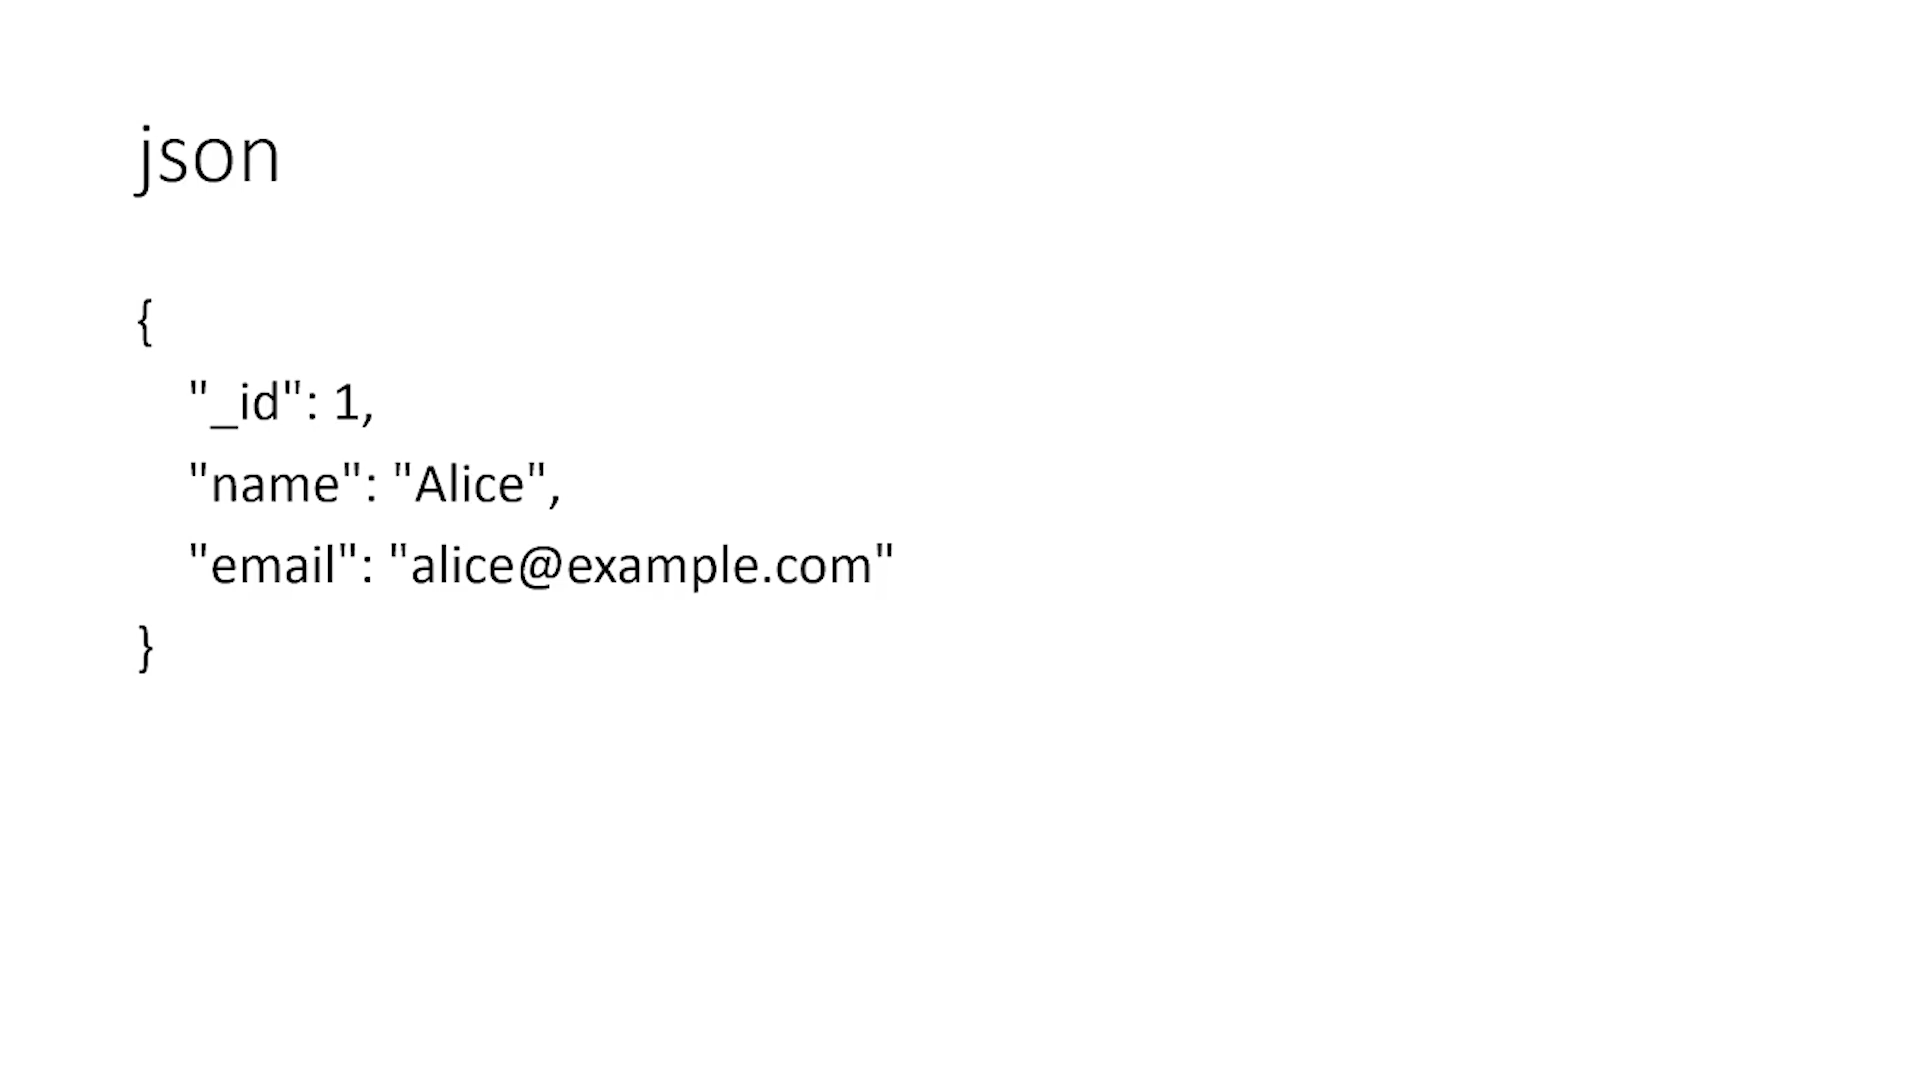 json
{
"_id": 1,
"name": "Alice",
"email": "alice@example.com"
}